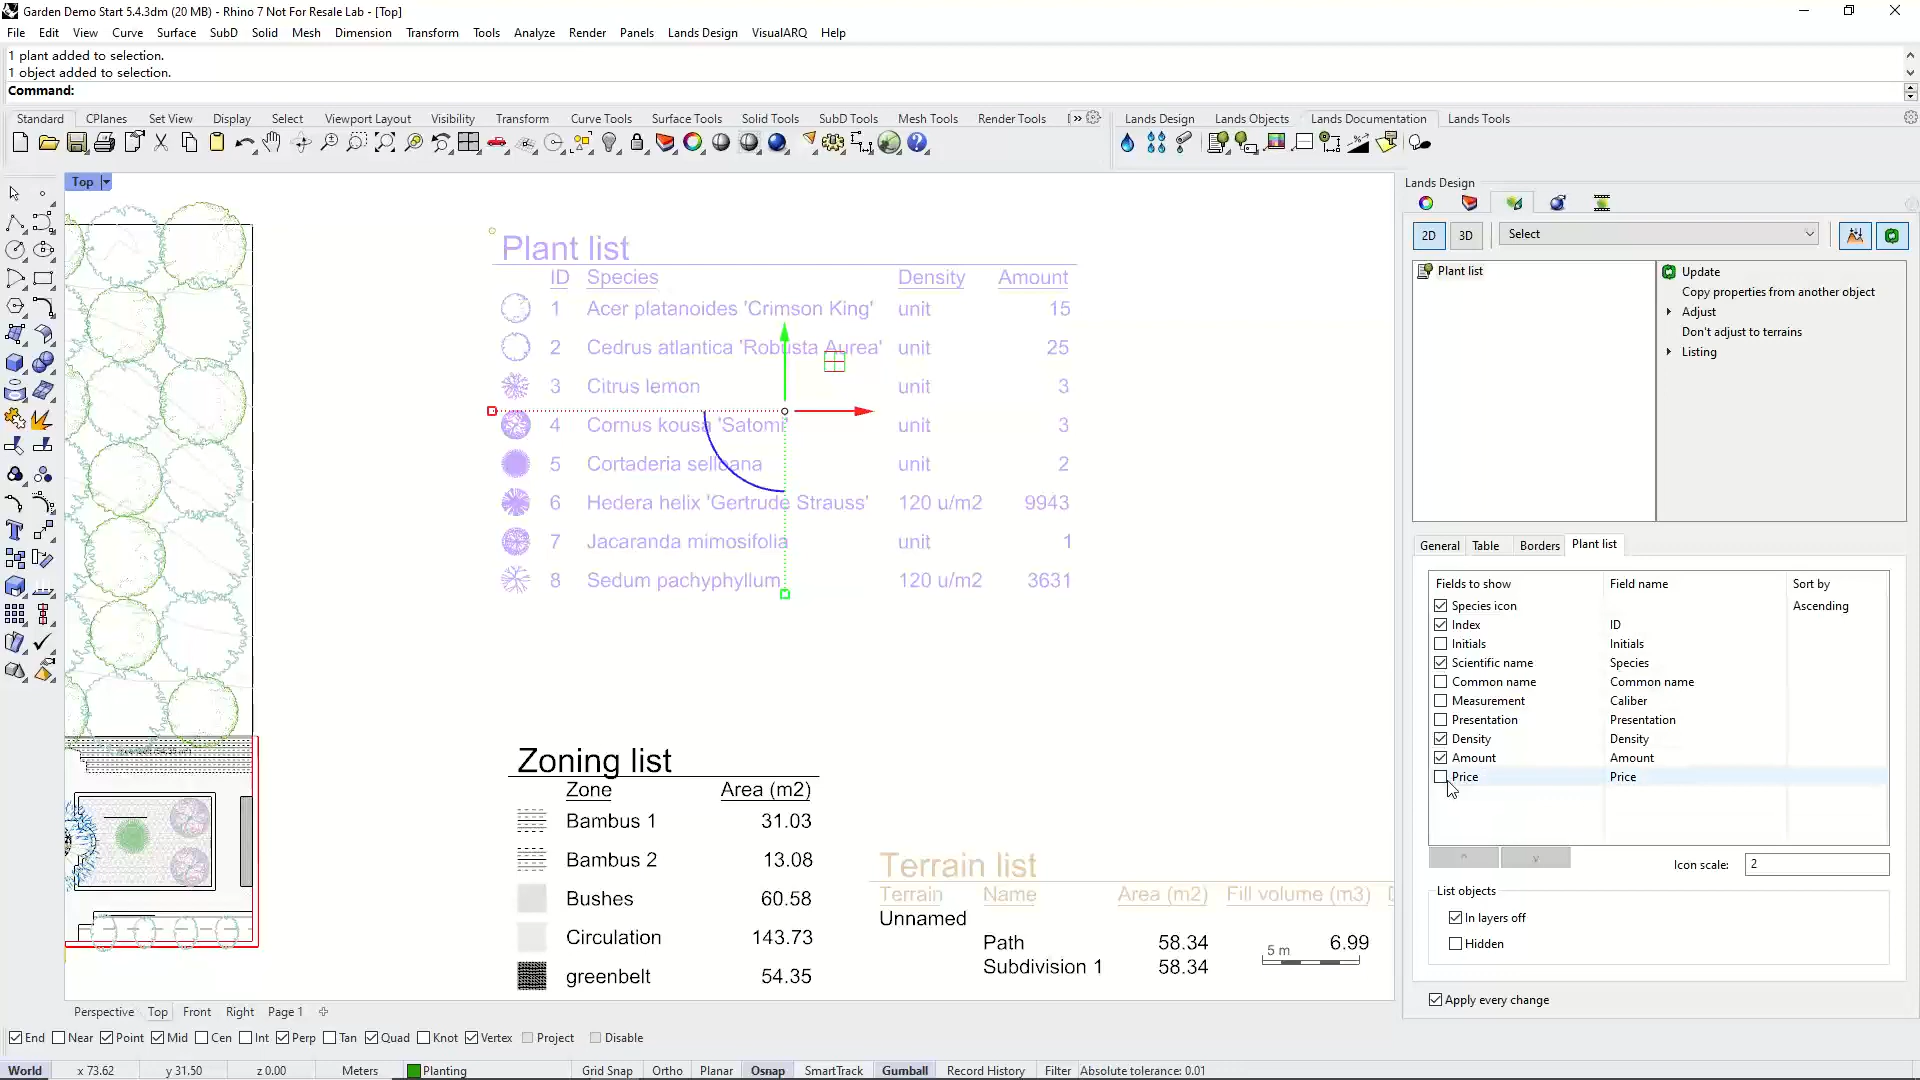 Garden Demo Start 5.4.3dm (20 MB) - Rhino 7 Not For Resale Lab - [Top]
File Edit View Curve Surface SubD Solid Mesh Dimension Transform Tools Analyze Render Panels Lands Design VisualARQ Help
1 plant added to selection.
1 object added to selection.
Command:
Standard CPlanes Set View Display Select Viewport Layout Visibility Transform Curve Tools Surface Tools Solid Tools SubD Tools Mesh Tools Render Tools
Lands Design Lands Objects Lands Documentation Lands Tools
Top
Plant list
ID Species Density Amount
1 Acer platanoides 'Crimson King' unit 15
2 Cedrus atlantica 'Robusta Aurea' unit 25
3 Citrus lemon unit 3
4 Cornus kousa 'Satomi' unit 3
5 Cortaderia selloana unit 2
6 Hedera helix 'Gertrude Strauss' 120 u/m2 9943
7 Jacaranda mimosifolia unit 1
8 Sedum pachyphyllum 120 u/m2 3631
Zoning list
Zone Area (m2)
Bambus 1 31.03
Bambus 2 13.08
Bushes 60.58
Circulation 143.73
greenbelt 54.35
Terrain list
Terrain Name Area (m2) Fill volume (m3)
Unnamed
Path 58.34 6.99
Subdivision 1 58.34
5 m
Lands Design
2D 3D Select
Plant list
Update
Copy properties from another object
Adjust
Don't adjust to terrains
Listing
General Table Borders Plant list
Fields to show Field name Sort by
Species icon Ascending
Index ID
Initials Initials
Scientific name Species
Common name Common name
Measurement Caliber
Presentation Presentation
Density Density
Amount Amount
Price Price
Icon scale: 2
List objects
In layers off
Hidden
Apply every change
Perspective Top Front Right Page 1
End Near Point Mid Cen Int Perp Tan Quad Knot Vertex Project Disable
World x 73.62 y 31.50 z 0.00 Meters Planting Grid Snap Ortho Planar Osnap SmartTrack Gumball Record History Filter Absolute tolerance: 0.01